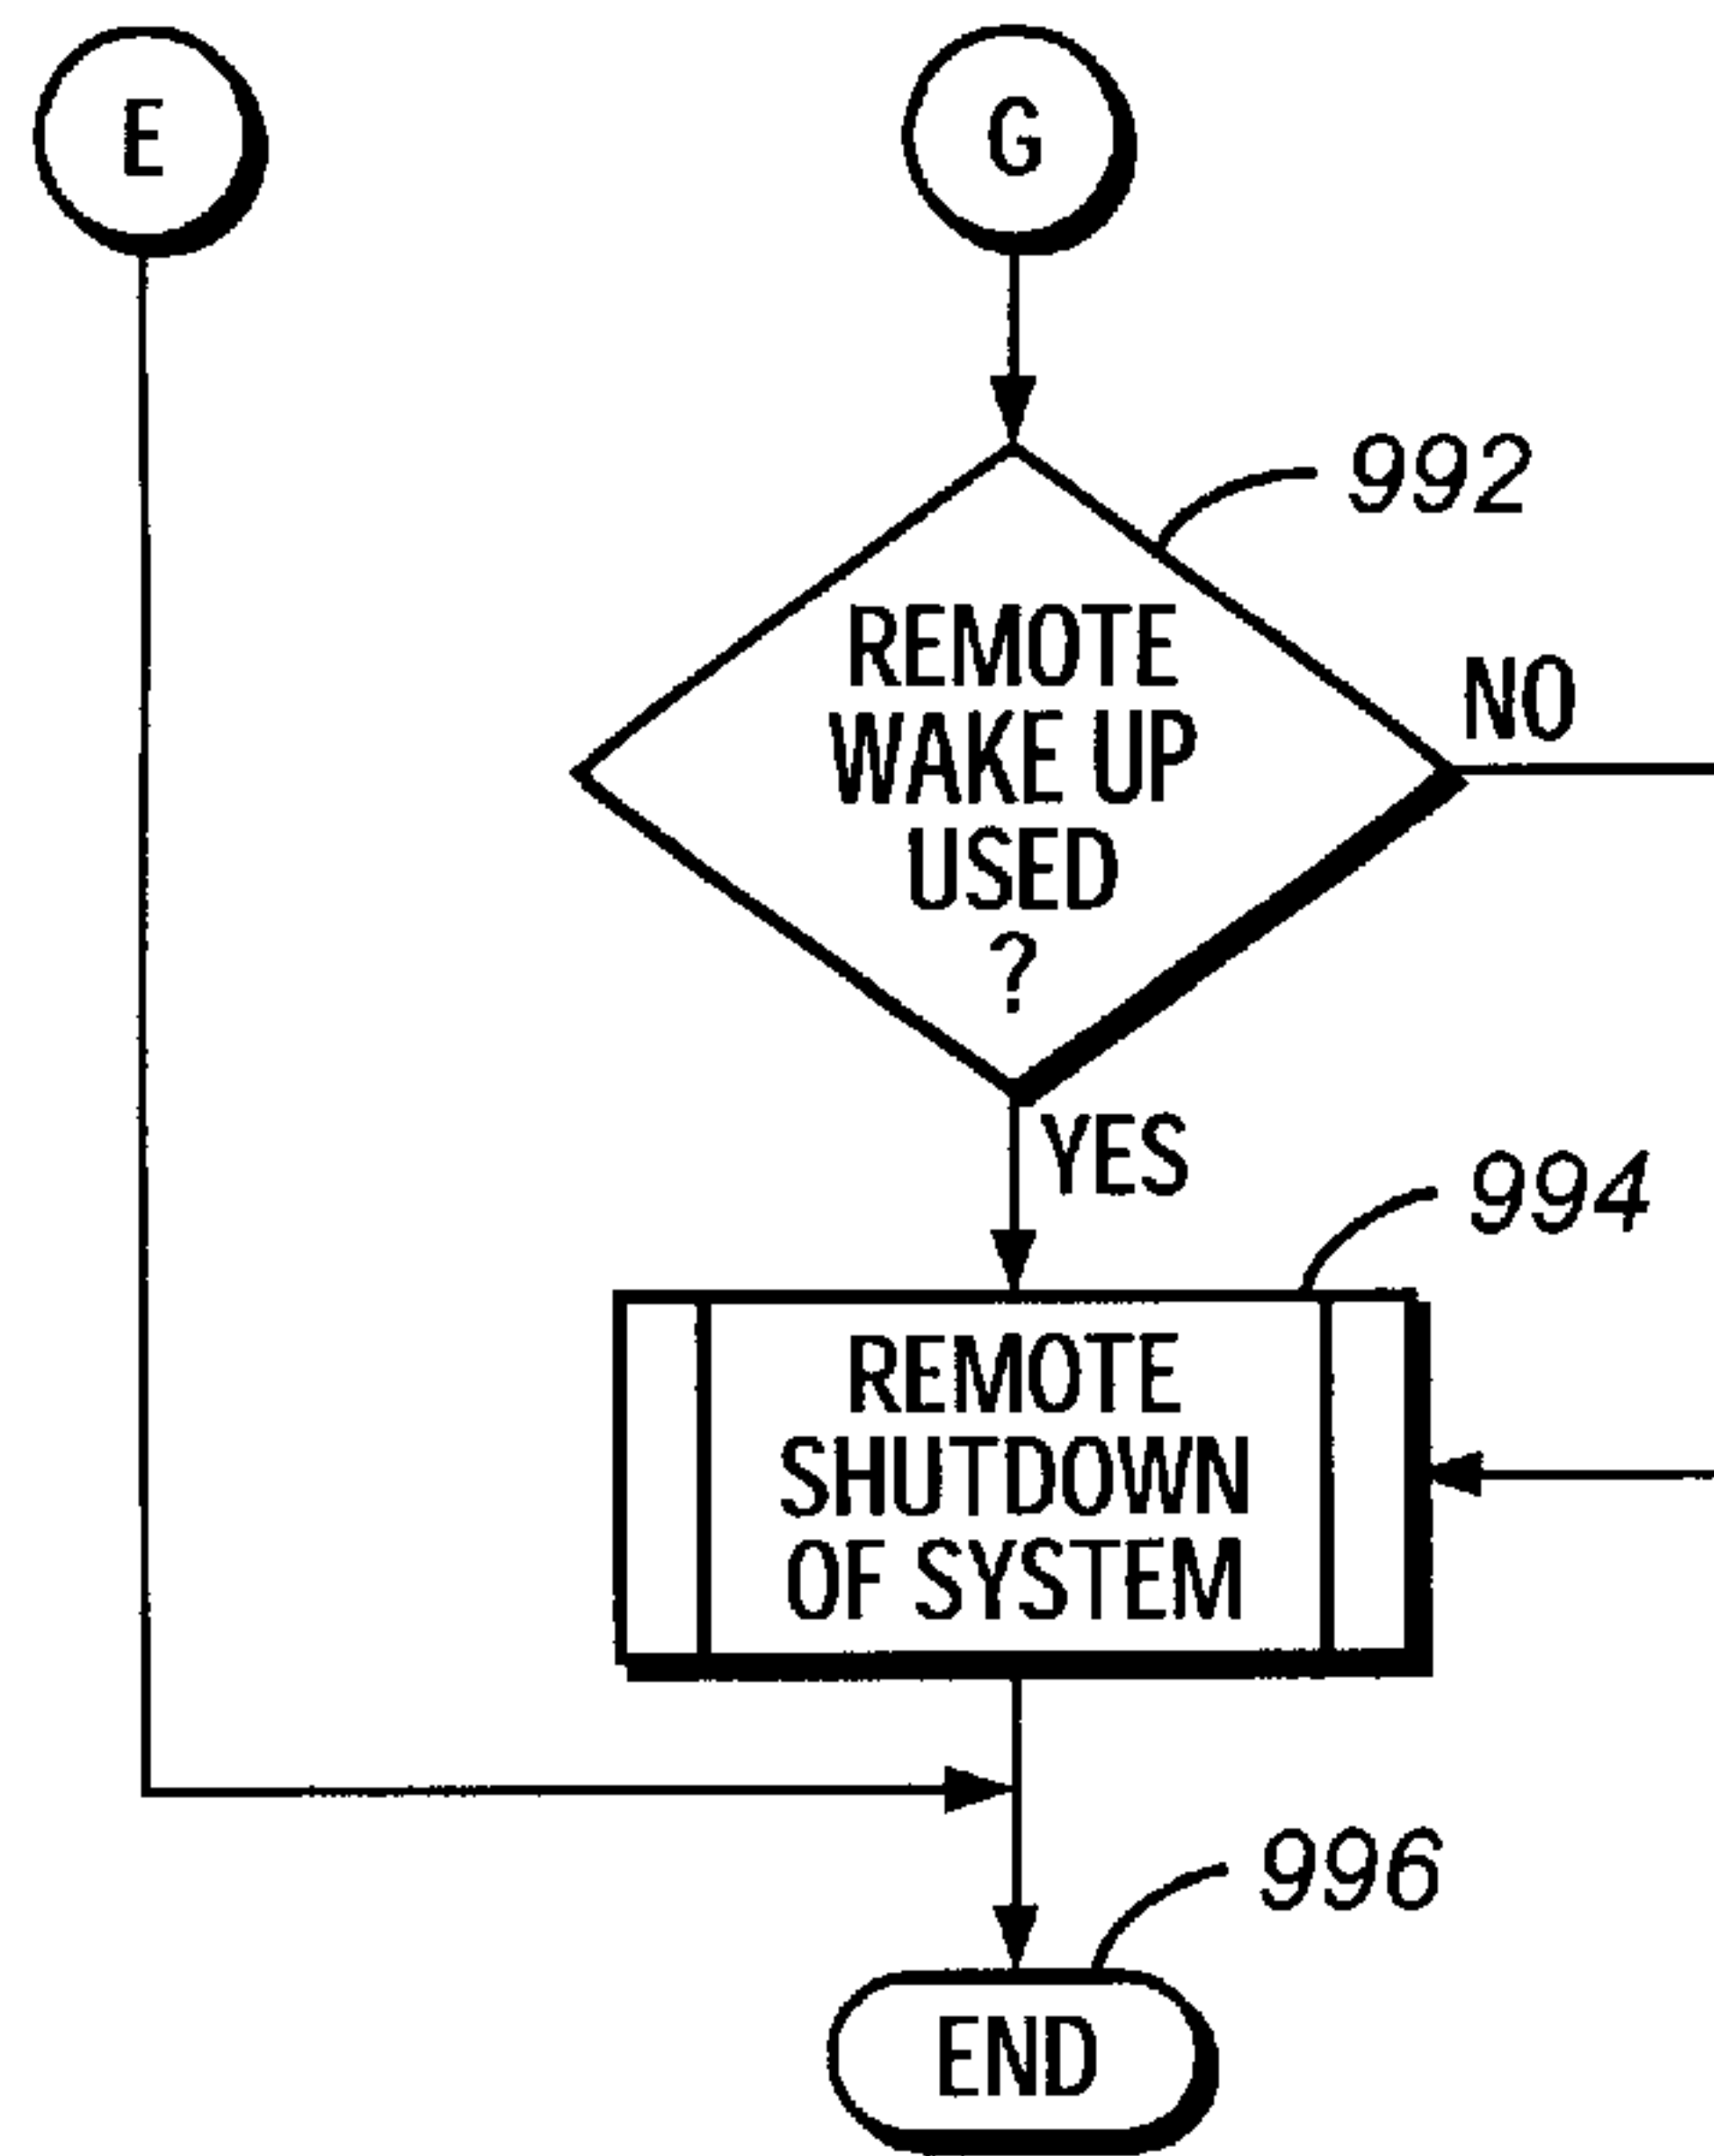 E
G
992
REMOTE
WAKE UP
USED
?
NO
YES
994
REMOTE
SHUTDOWN
OF SYSTEM
996
END